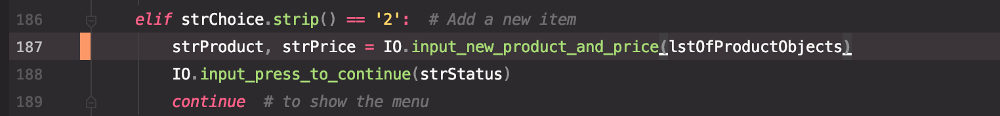 186 elif strChoice.strip() == '2':  # Add a new item
187 strProduct, strPrice = IO.input_new_product_and_price(lstOfProductObjects)
188 IO.input_press_to_continue(strStatus)
189 continue  # to show the menu